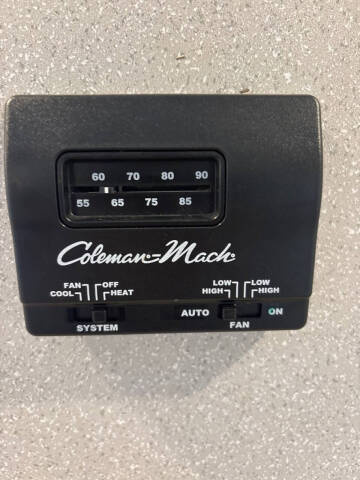 60 70 80 90
55 65 75 85
Coleman-Mach
FAN OFF LOW LOW
COOL HEAT HIGH HIGH
AUTO ON
SYSTEM FAN